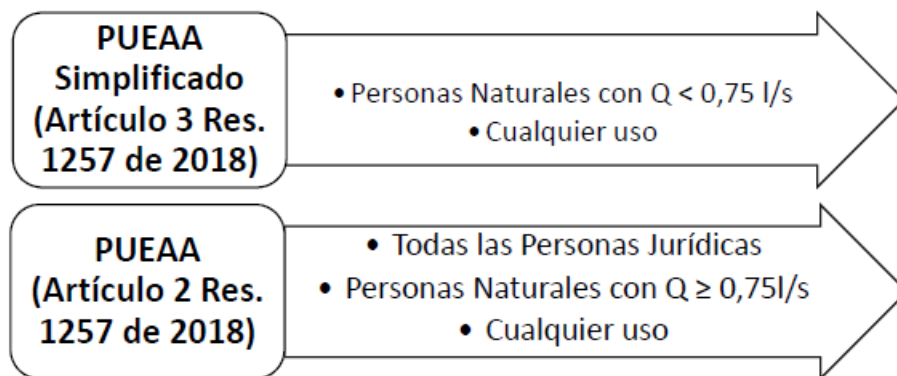 PUEAA
Simplificado
(Artículo 3 Res.
1257 de 2018)
• Personas Naturales con Q < 0,75 l/s
• Cualquier uso
PUEAA
(Artículo 2 Res.
1257 de 2018)
• Todas las Personas Jurídicas
• Personas Naturales con Q ≥ 0,75l/s
• Cualquier uso